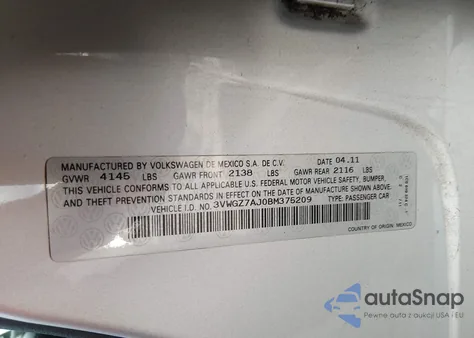 MANUFACTURED BY VOLKSWAGEN DE MEXICO S.A. DE C.V. DATE 04.11
GVWR 4145 LBS GAWR FRONT 2138 LBS GAWR REAR 2116 LBS
THIS VEHICLE CONFORMS TO ALL APPLICABLE U.S. FEDERAL MOTOR VEHICLE SAFETY, BUMPER,
AND THEFT PREVENTION STANDARDS IN EFFECT ON THE DATE OF MANUFACTURE SHOWN ABOVE.
VEHICLE I.D. NO. 3VWGZ7AJ0BM376209 TYPE: PASSENGER CAR
COUNTRY OF ORIGIN: MEXICO
autoSnap
Pewne auta z aukcji USA i EU